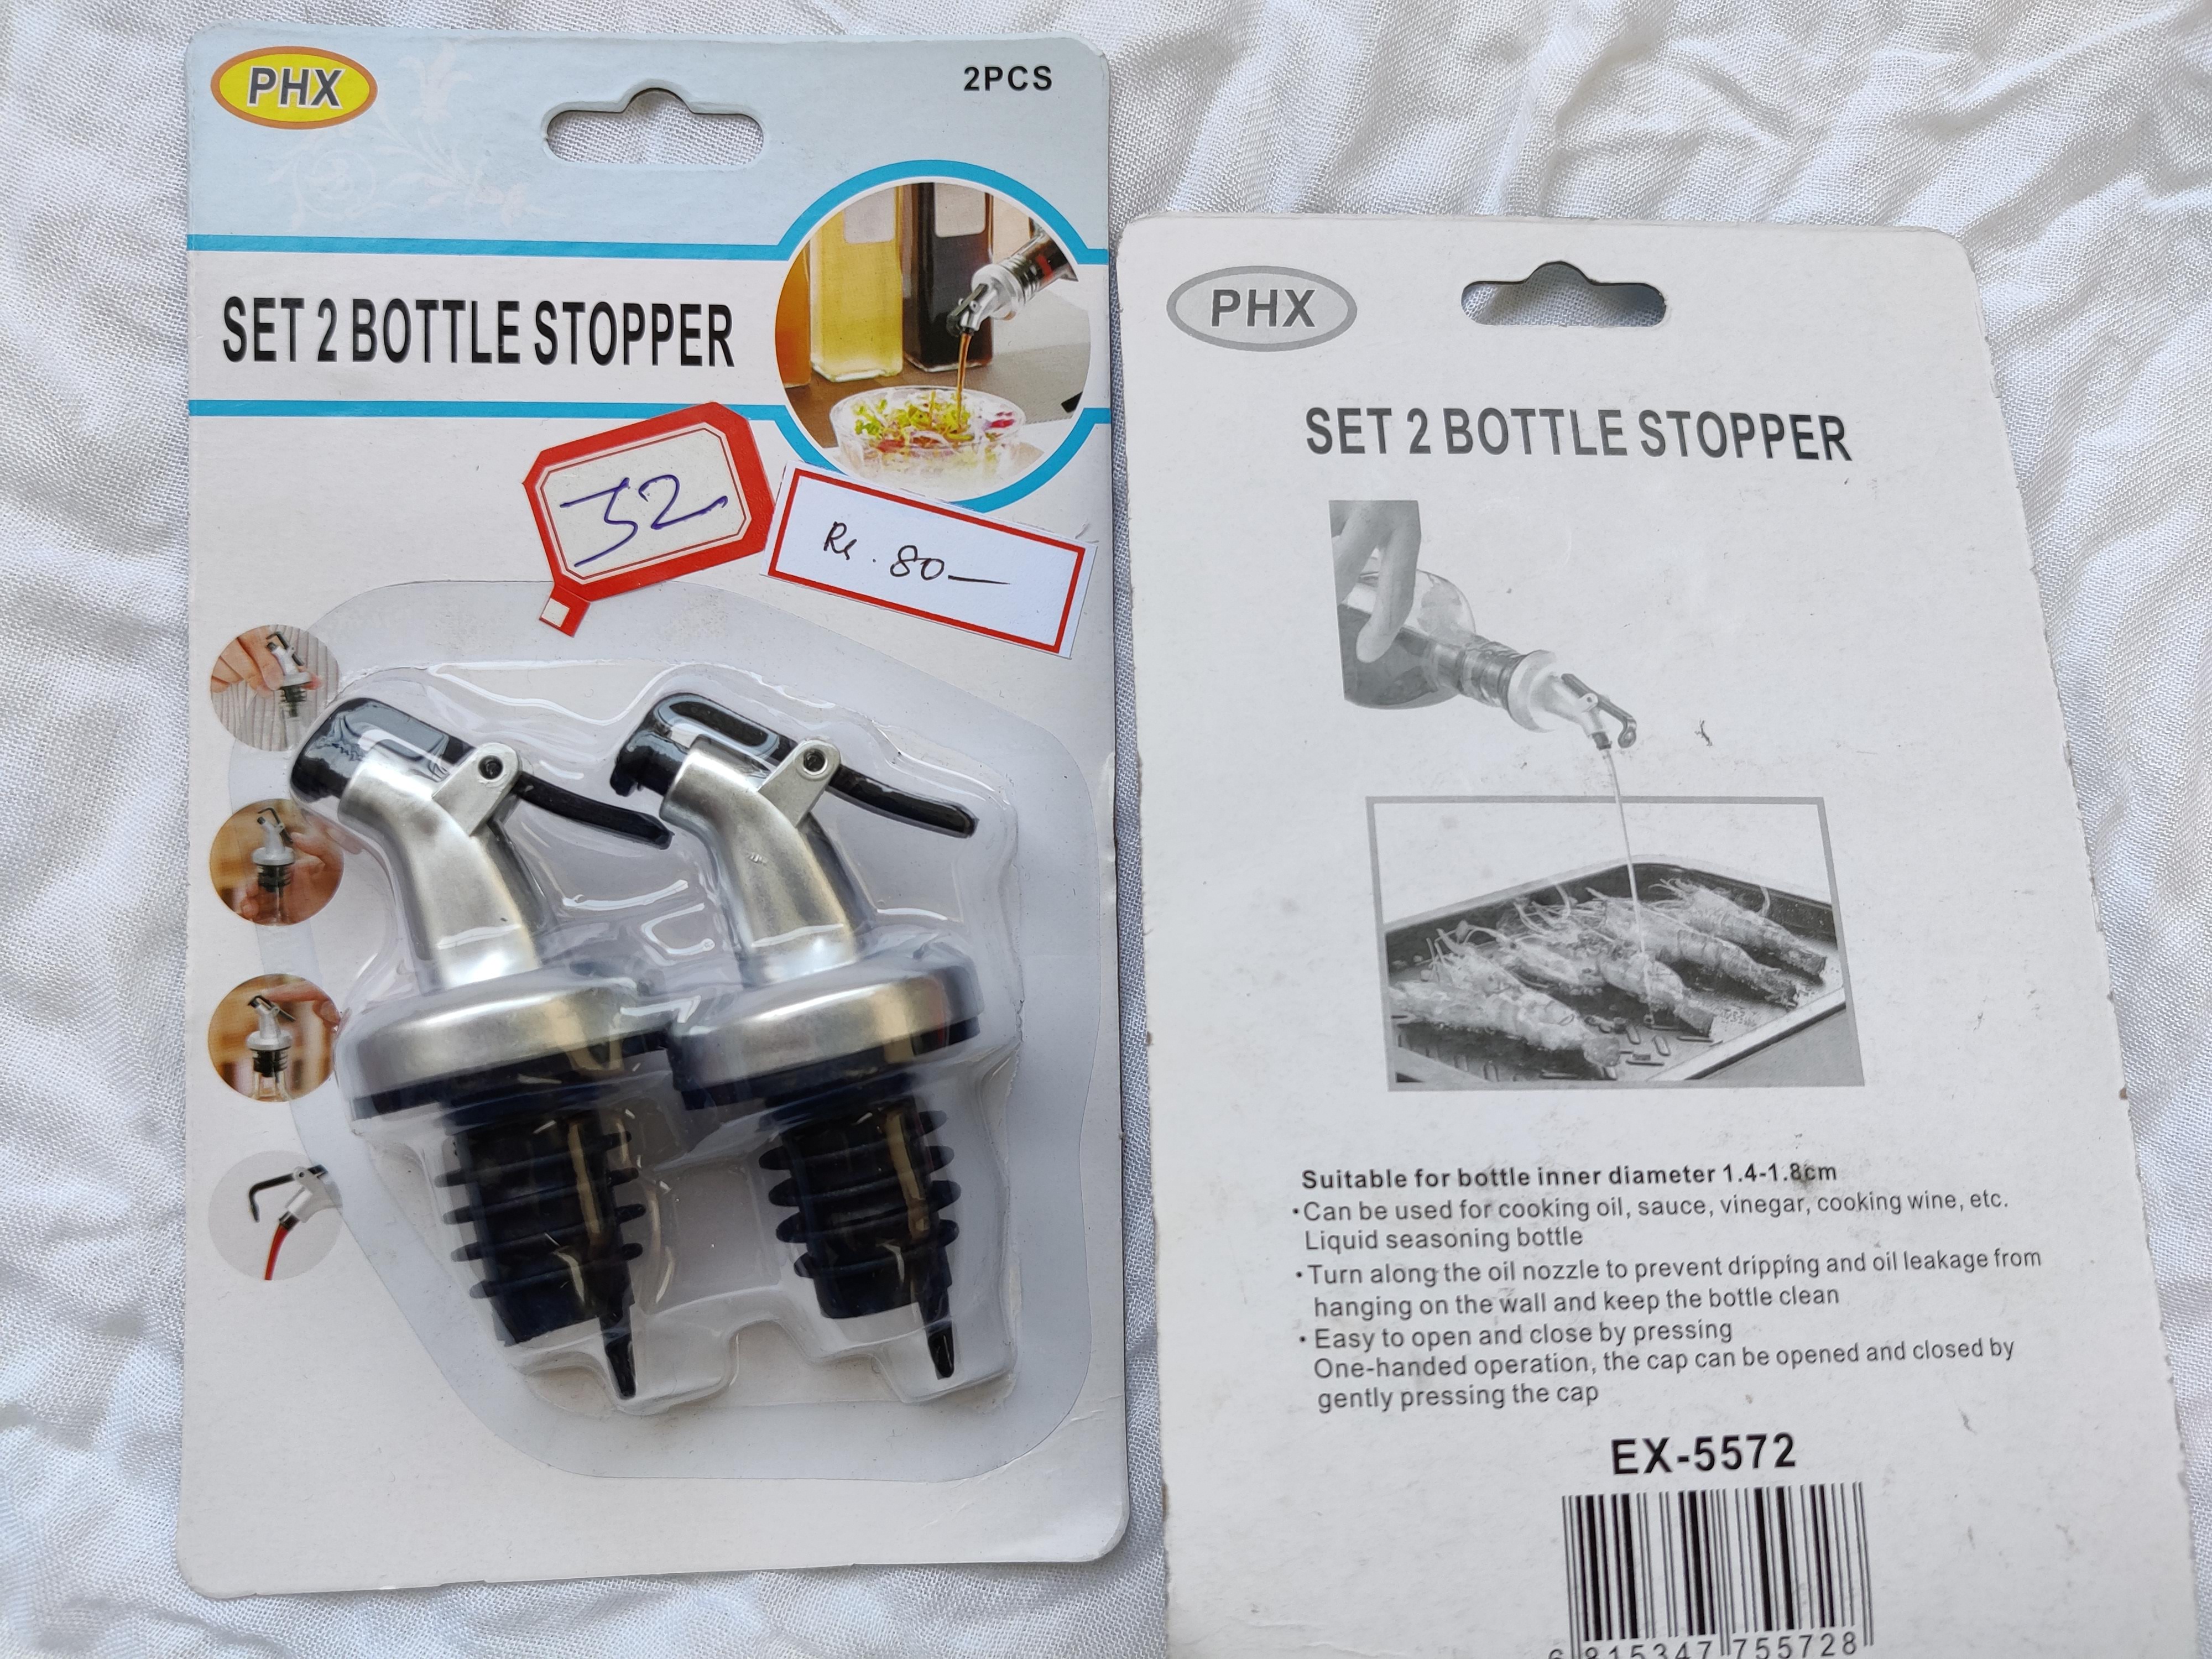 PHX
2PCS
SET 2 BOTTLE STOPPER
32
Rs. 80—
PHX
SET 2 BOTTLE STOPPER
Suitable for bottle inner diameter 1.4-1.8cm
•Can be used for cooking oil, sauce, vinegar, cooking wine, etc.
Liquid seasoning bottle
•Turn along the oil nozzle to prevent dripping and oil leakage from
hanging on the wall and keep the bottle clean
• Easy to open and close by pressing
One-handed operation, the cap can be opened and closed by
gently pressing the cap
EX-5572
6 815347 755728